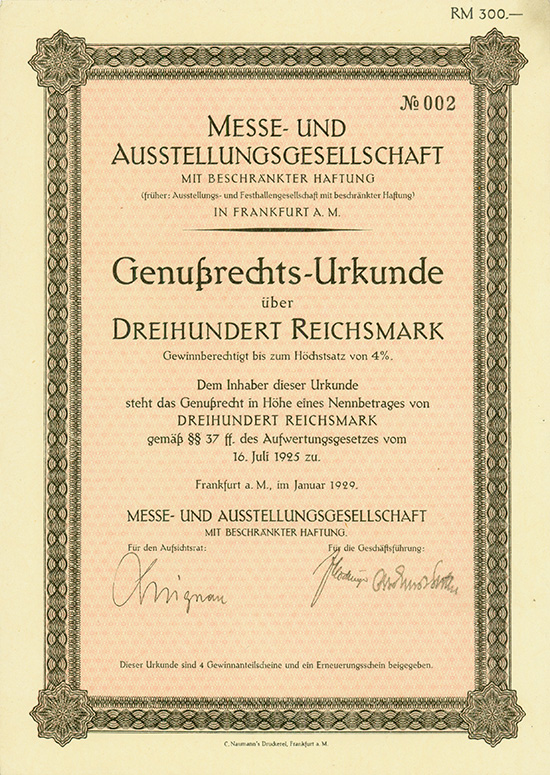 RM 300.—
№ 002
MESSE- UND
AUSSTELLUNGSGESELLSCHAFT
MIT BESCHRÄNKTER HAFTUNG
(früher: Ausstellungs- und Festhallengesellschaft mit beschränkter Haftung)
IN FRANKFURT A. M.
Genußrechts-Urkunde
über
DREIHUNDERT REICHSMARK
Gewinnberechtigt bis zum Höchstsatz von 4%.
Dem Inhaber dieser Urkunde
steht das Genußrecht in Höhe eines Nennbetrages von
DREIHUNDERT REICHSMARK
gemäß §§ 37 ff. des Aufwertungsgesetzes vom
16. Juli 1925 zu.
Frankfurt a. M., im Januar 1929.
MESSE- UND AUSSTELLUNGSGESELLSCHAFT
MIT BESCHRÄNKTER HAFTUNG.
Für den Aufsichtsrat: Für die Geschäftsführung:
Dieser Urkunde sind 4 Gewinnanteilscheine und ein Erneuerungsschein beigegeben.
C. Naumann's Druckerei, Frankfurt a. M.